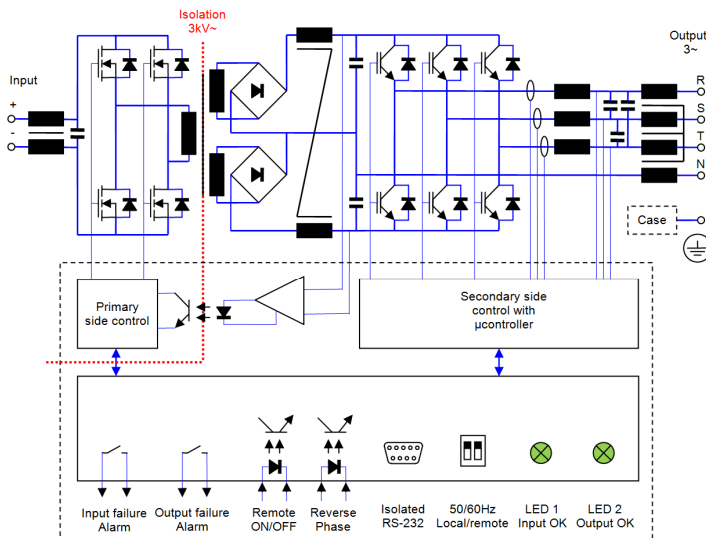 Isolation
3kV~
Output
3~
Input
+
-
R
S
T
N
Case
Primary
side control
Secondary side
control with
µcontroller
Input failure
Alarm
Output failure
Alarm
Remote
ON/OFF
Reverse
Phase
Isolated
RS-232
50/60Hz
Local/remote
LED 1
Input OK
LED 2
Output OK